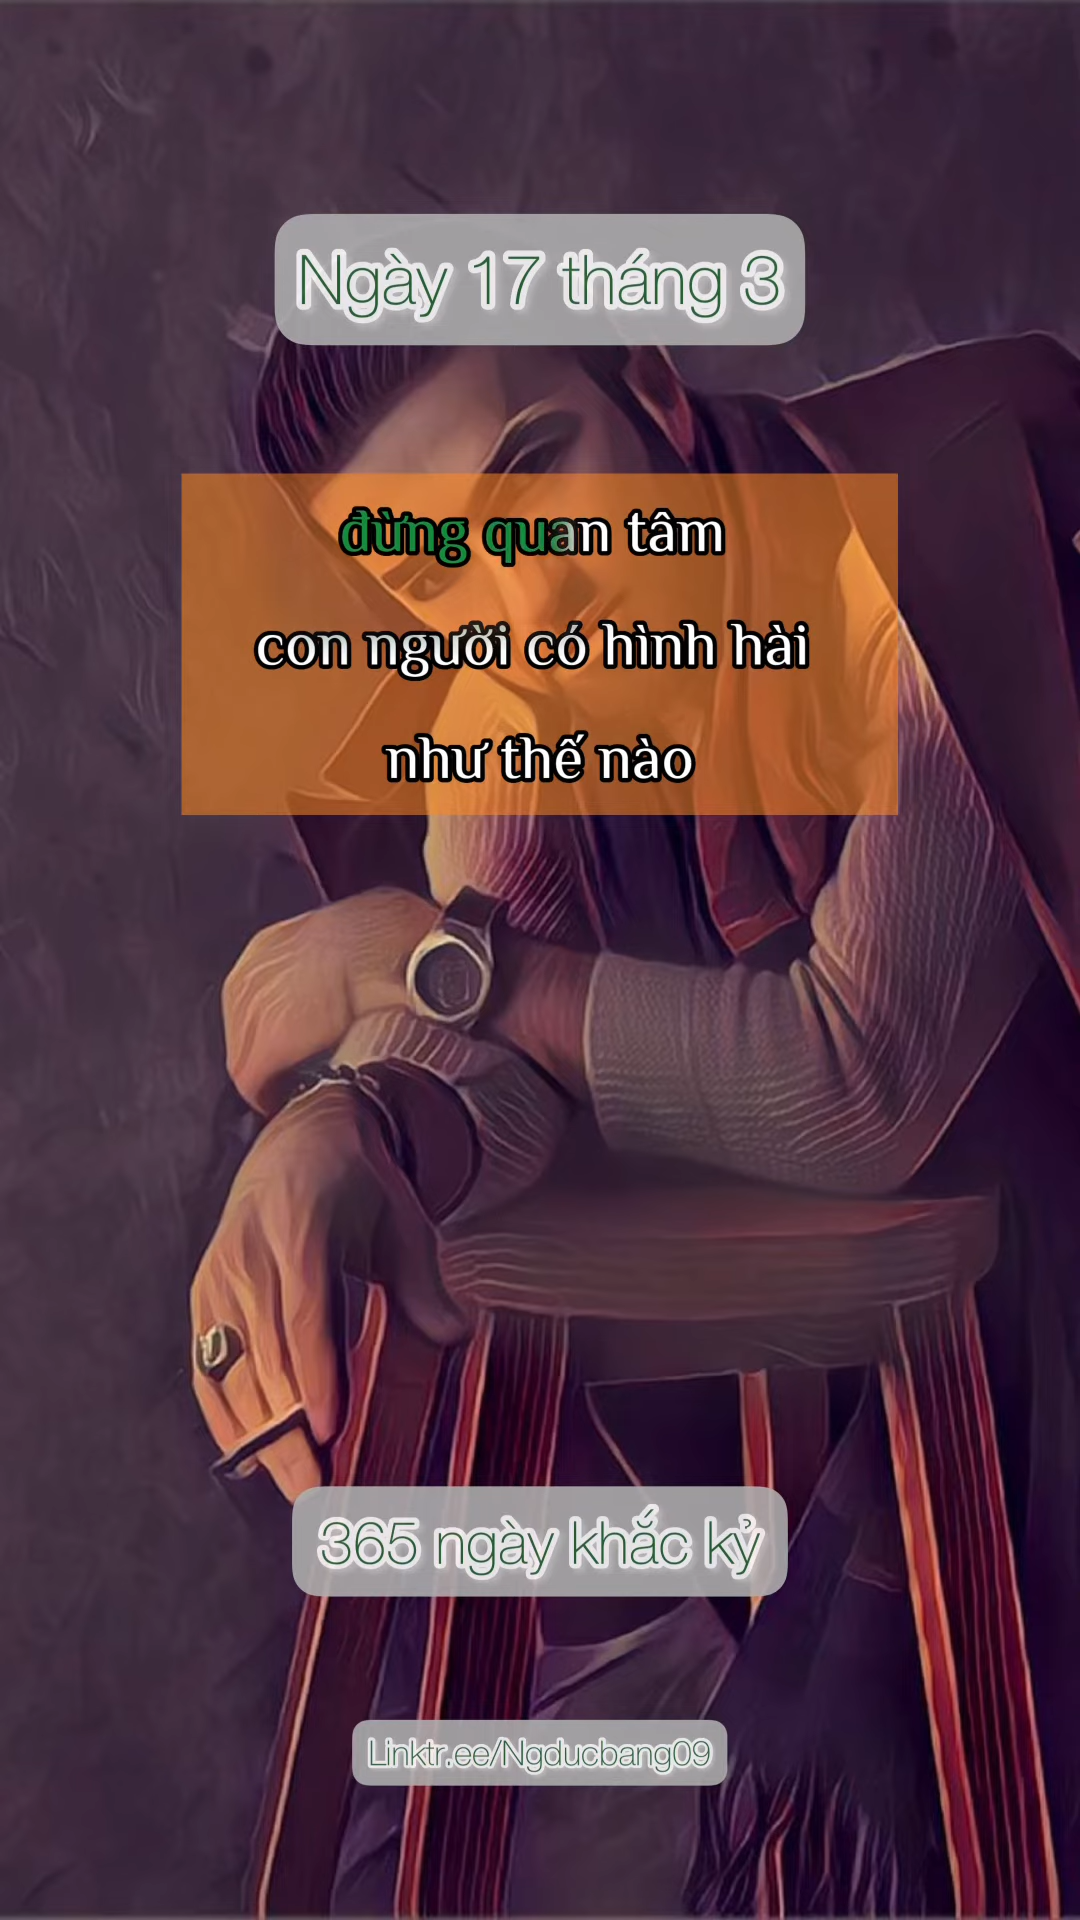 Ngày 17 tháng 3
đừng quan tâm
con người có hình hài
như thế nào
365 ngày khắc kỷ
Linktr.ee/Ngducbang09